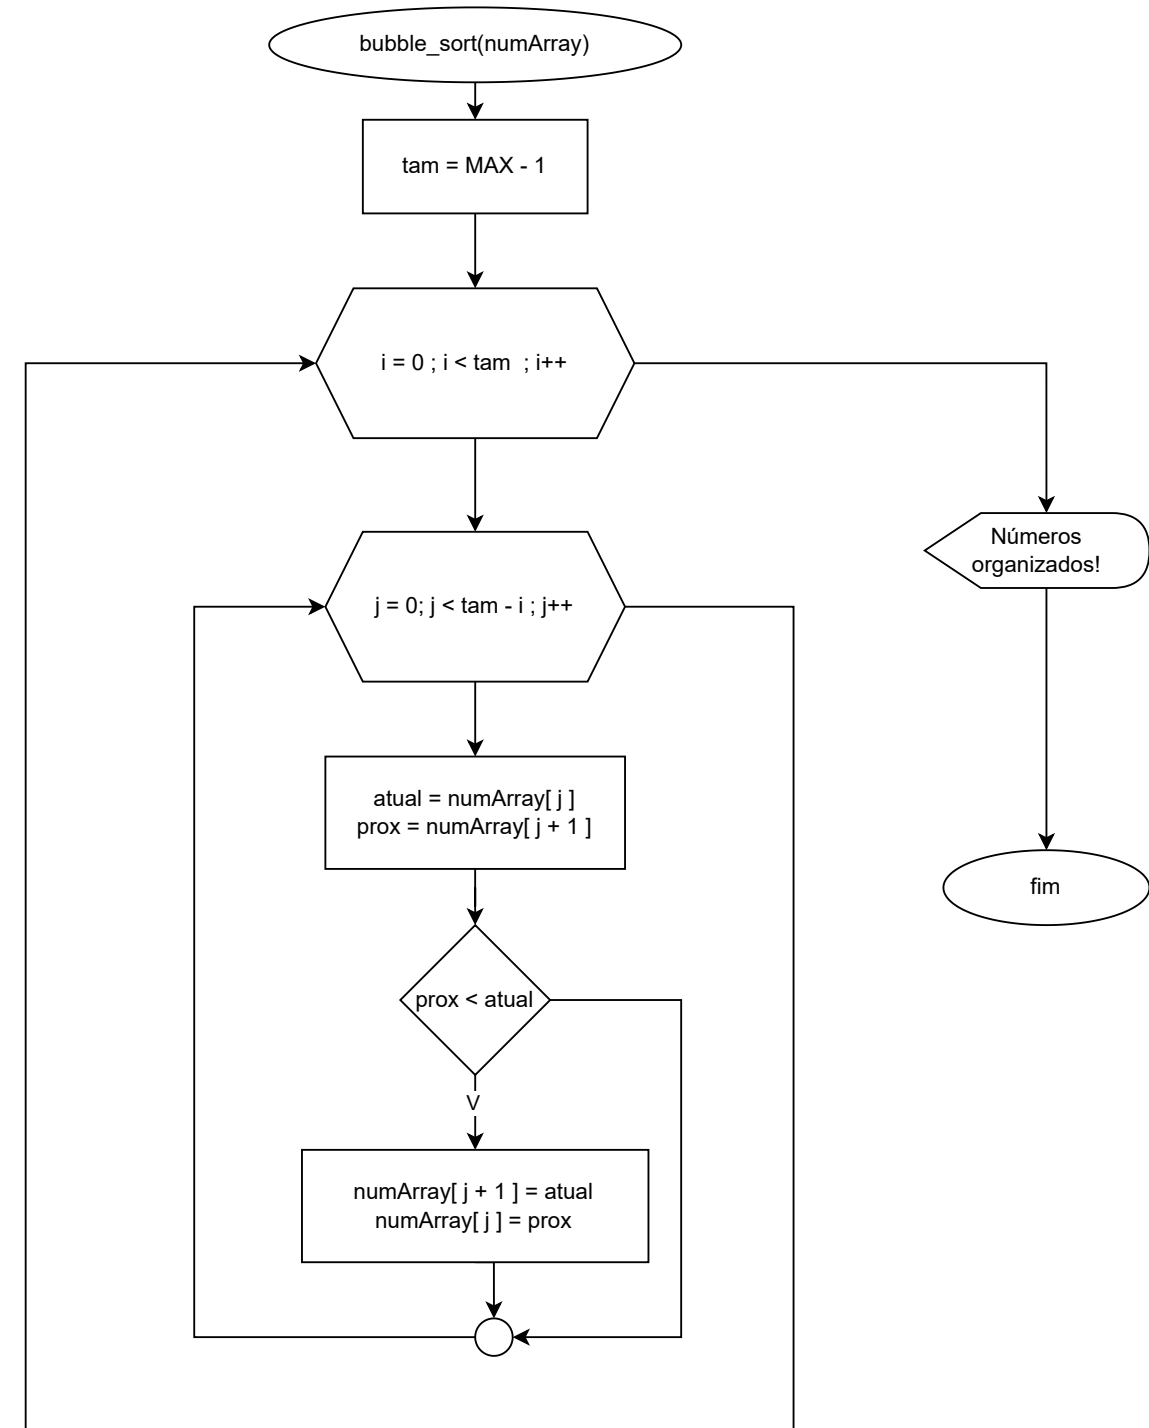 bubble_sort(numArray)
tam = MAX - 1
i = 0 ; i < tam  ; i++
Números
organizados!
j = 0; j < tam - i ; j++
atual = numArray[ j ]
prox = numArray[ j + 1 ]
fim
prox < atual
V
numArray[ j + 1 ] = atual
numArray[ j ] = prox